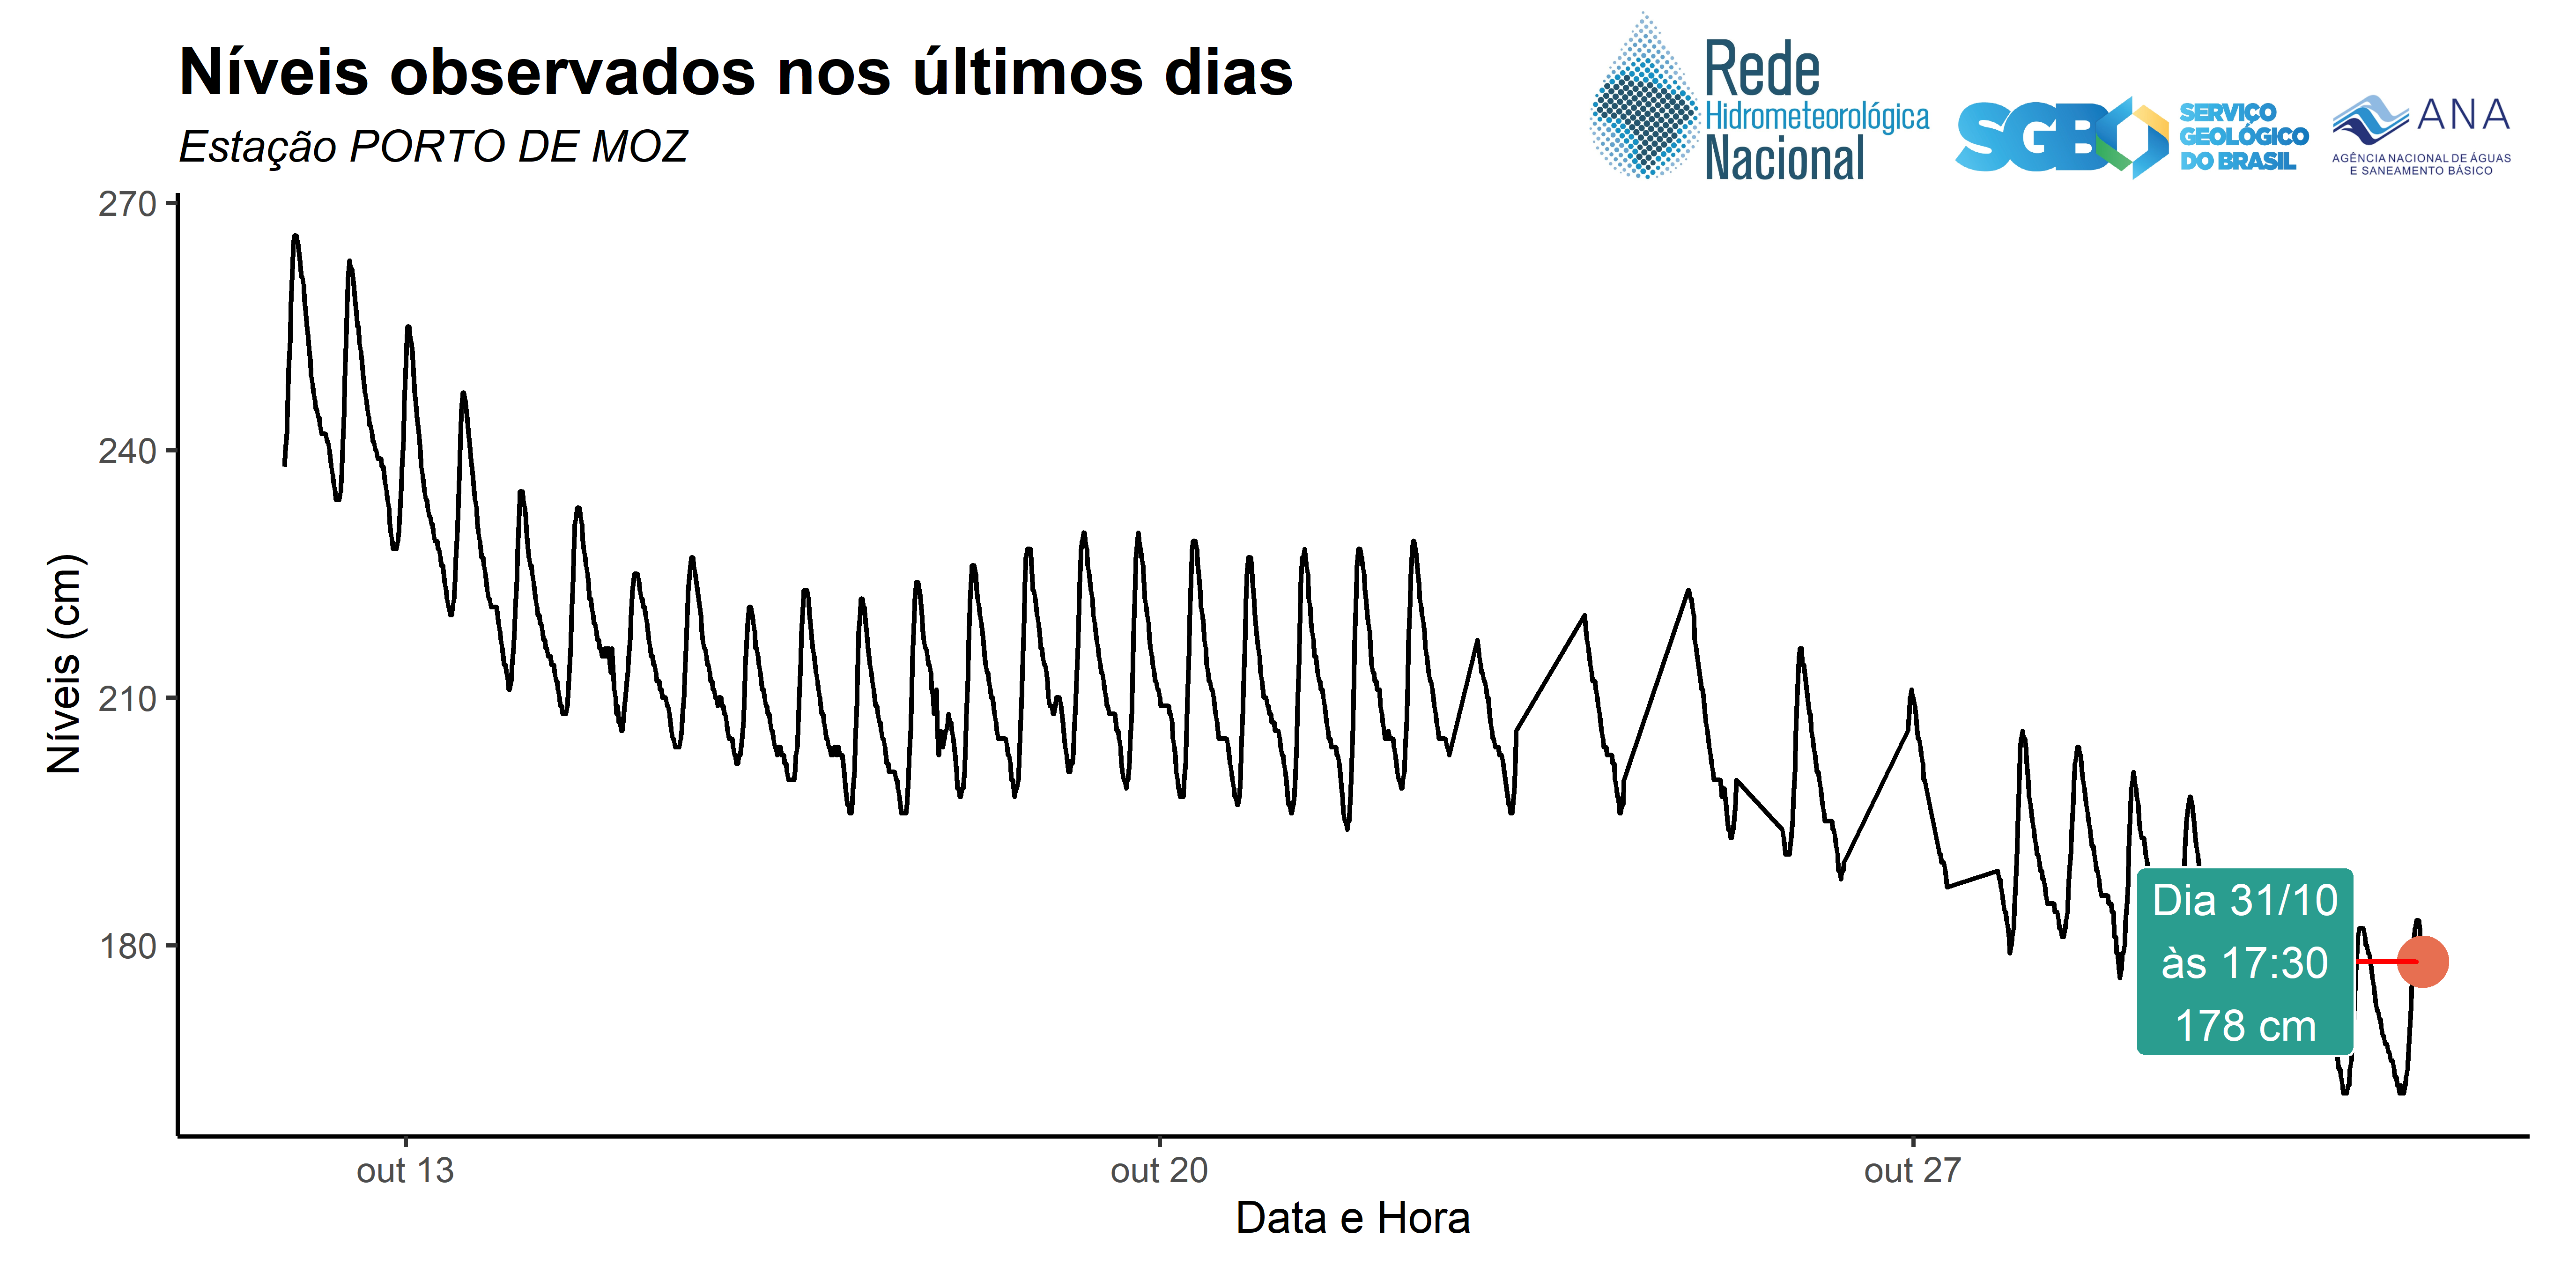 Níveis observados nos últimos dias
Estação PORTO DE MOZ
Rede
Hidrometeorológica
Nacional
SGB
SERVIÇO
GEOLÓGICO
DO BRASIL
ANA
AGÊNCIA NACIONAL DE ÁGUAS
E SANEAMENTO BÁSICO
270
240
210
180
Níveis (cm)
Dia 31/10
às 17:30
178 cm
out 13
out 20
out 27
Data e Hora